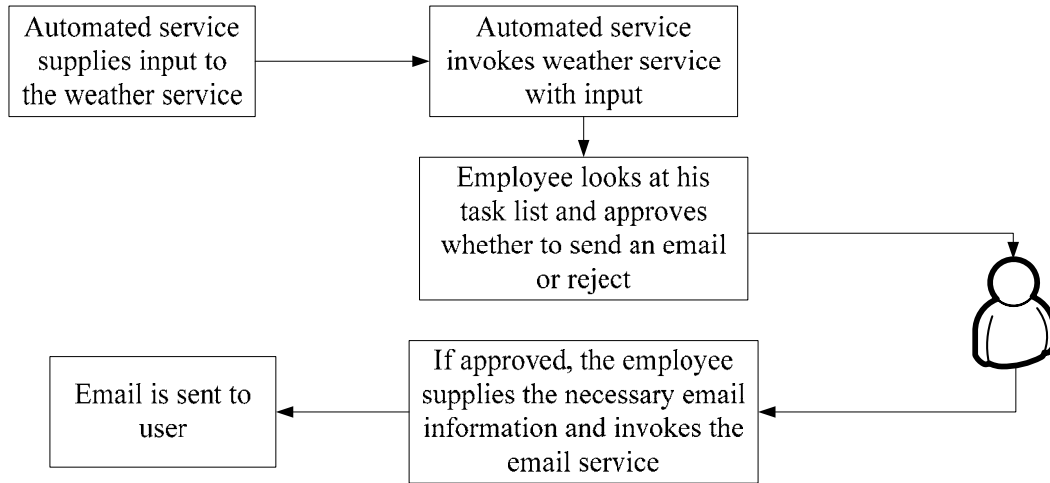 Automated service
supplies input to
the weather service
Automated service
invokes weather service
with input
Employee looks at his
task list and approves
whether to send an email
or reject
If approved, the employee
supplies the necessary email
information and invokes the
email service
Email is sent to
user